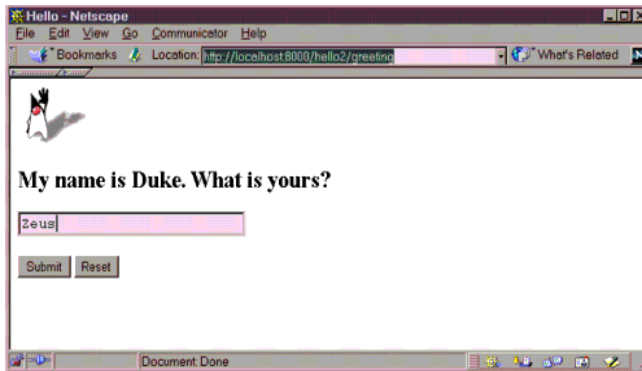 Hello - Netscape
File Edit View Go Communicator Help
Bookmarks Location: http://localhost:8000/hello2/greeting What's Related N
My name is Duke. What is yours?
Zeus
Submit Reset
Document: Done